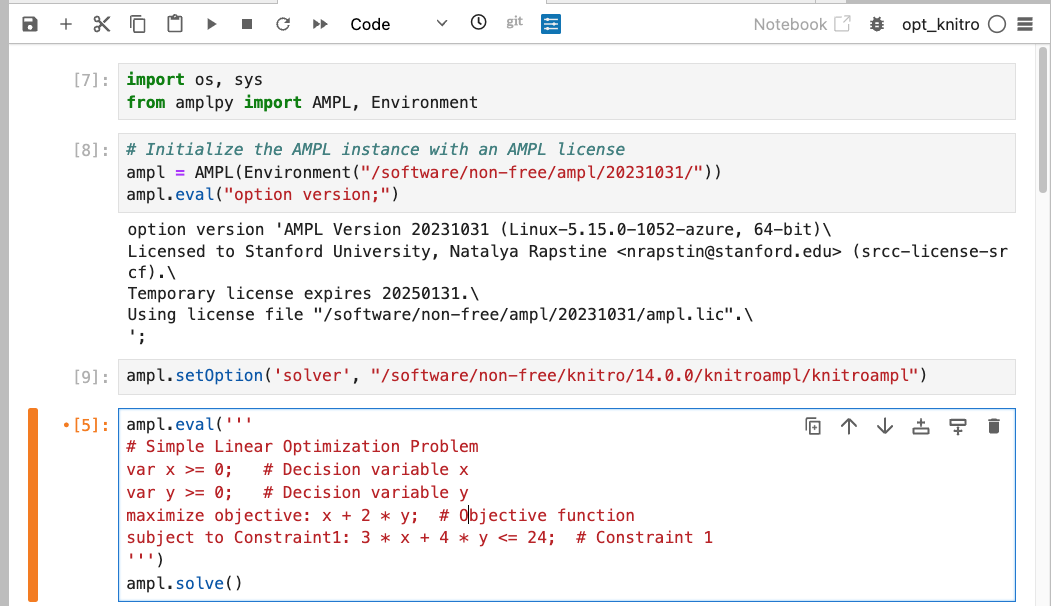 Code git Notebook opt_knitro
[7]: import os, sys
from amplpy import AMPL, Environment
[8]: # Initialize the AMPL instance with an AMPL license
ampl = AMPL(Environment("/software/non-free/ampl/20231031/"))
ampl.eval("option version;")
option version 'AMPL Version 20231031 (Linux-5.15.0-1052-azure, 64-bit)\
Licensed to Stanford University, Natalya Rapstine <nrapstin@stanford.edu> (srcc-license-sr
cf).\
Temporary license expires 20250131.\
Using license file "/software/non-free/ampl/20231031/ampl.lic".\
';
[9]: ampl.setOption('solver', "/software/non-free/knitro/14.0.0/knitroampl/knitroampl")
•[5]: ampl.eval('''
# Simple Linear Optimization Problem
var x >= 0;   # Decision variable x
var y >= 0;   # Decision variable y
maximize objective: x + 2 * y;  # Objective function
subject to Constraint1: 3 * x + 4 * y <= 24;  # Constraint 1
''')
ampl.solve()